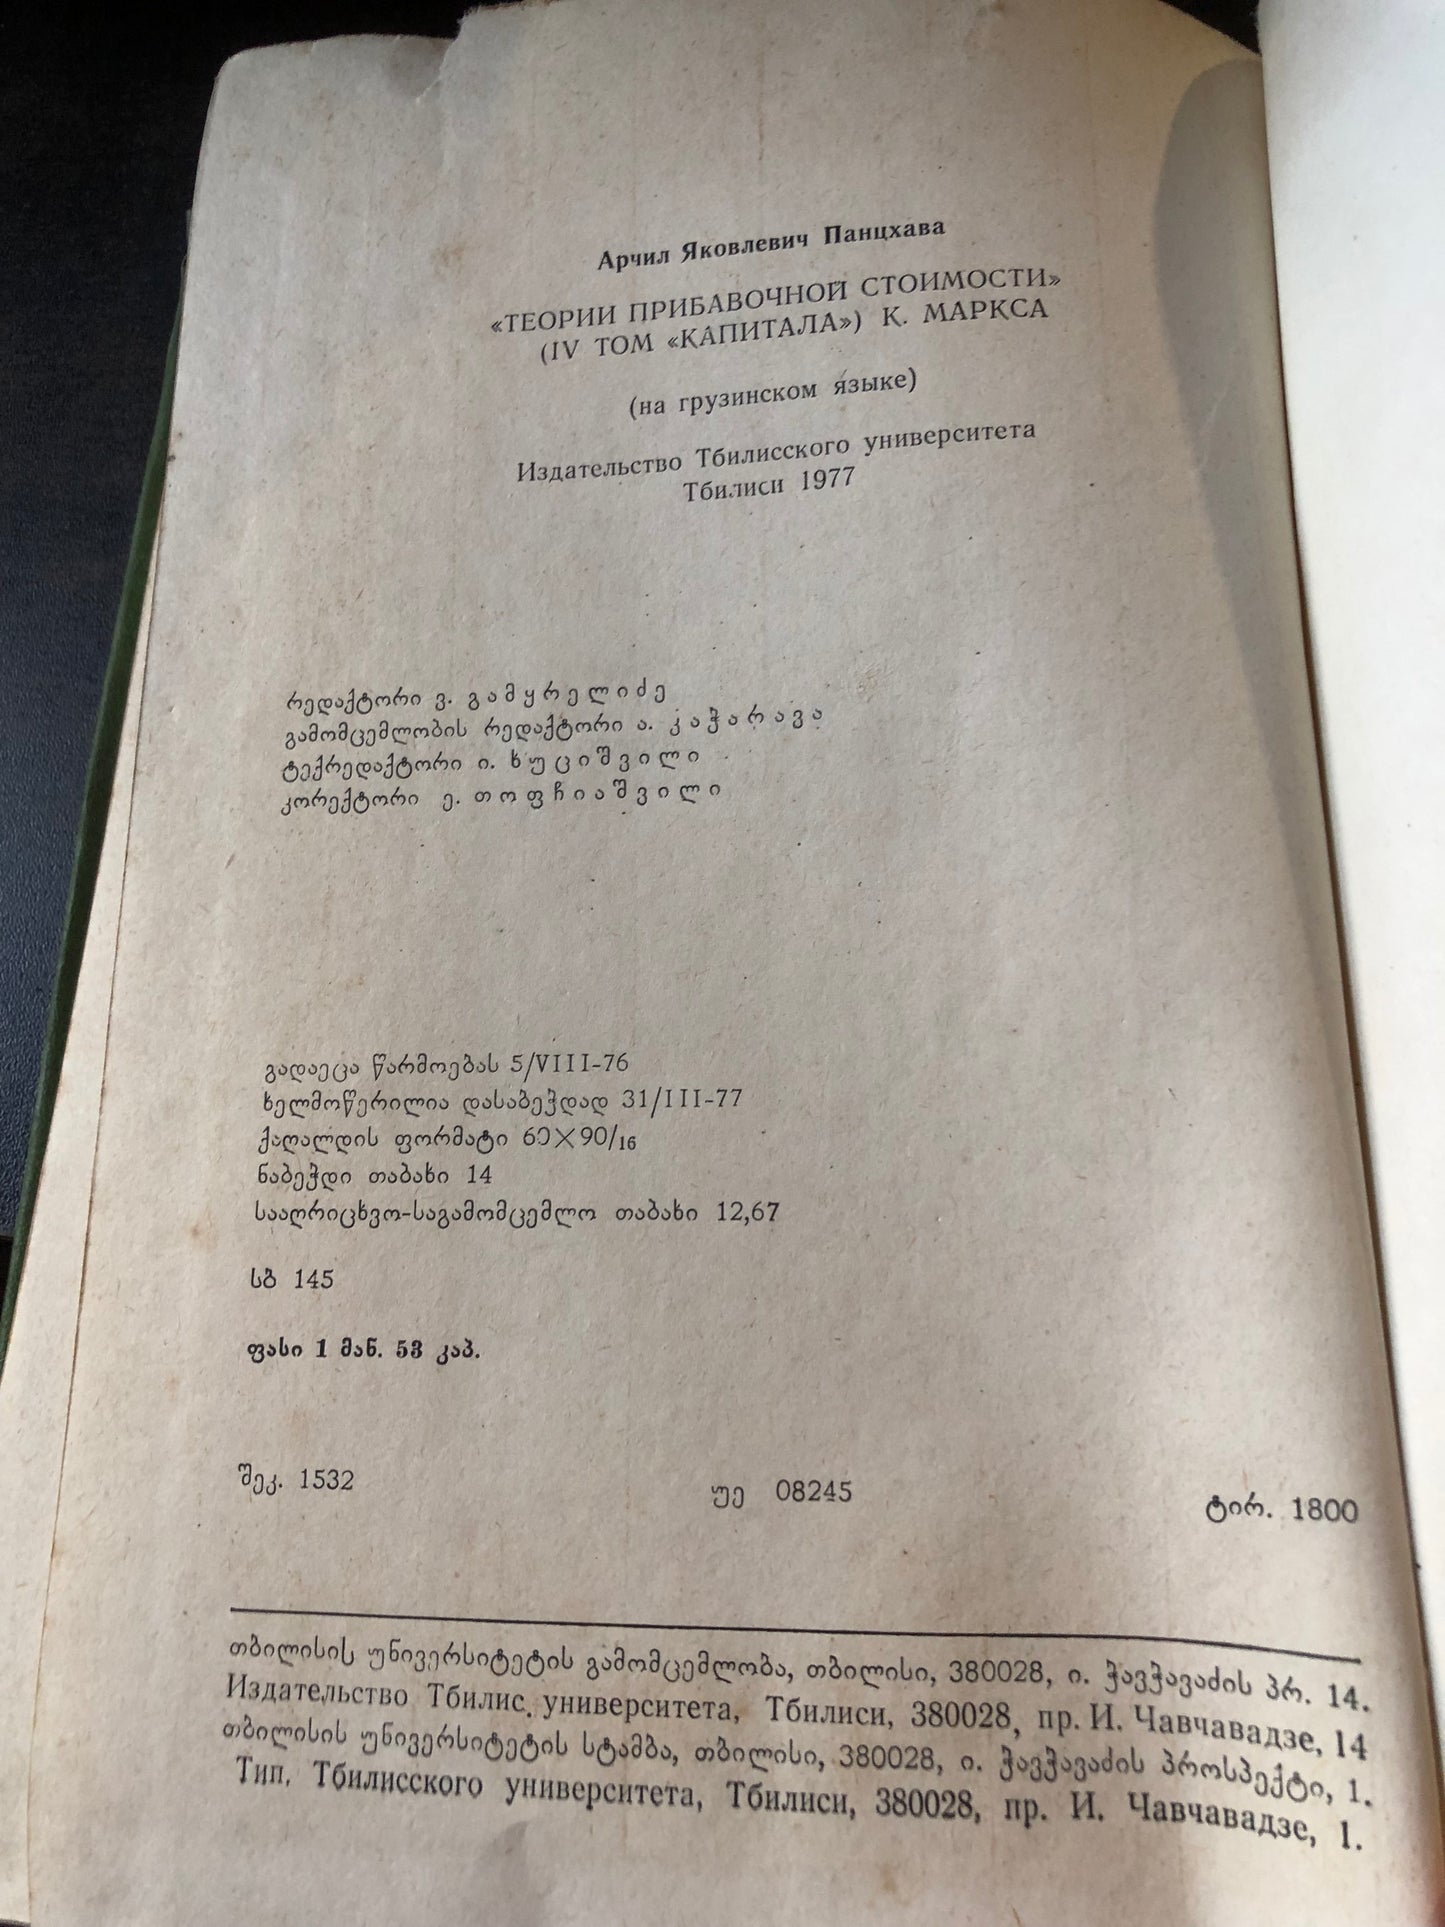 Арчил Яковлевич Панцхава
«ТЕОРИИ ПРИБАВОЧНОЙ СТОИМОСТИ»
(IV ТОМ «КАПИТАЛА») К. МАРКСА
(на грузинском языке)
Издательство Тбилисского университета
Тбилиси 1977
რედაქტორი ვ. გამყრელიძე
გამომცემლობის რედაქტორი ა. კაჭარავა
ტექრედაქტორი ი. ხუციშვილი
კორექტორი ე. თოფჩიაშვილი
გადაეცა წარმოებას 5/VIII-76
ხელმოწერილია დასაბეჭდად 31/III-77
ქაღალდის ფორმატი 60×90/16
ნაბეჭდი თაბახი 14
სააღრიცხვო-საგამომცემლო თაბახი 12,67
სბ 145
ფასი 1 მან. 53 კაპ.
შეკ. 1532 უე 08245 ტირ. 1800
თბილისის უნივერსიტეტის გამომცემლობა, თბილისი, 380028, ი. ჭავჭავაძის პრ. 14.
Издательство Тбилис. университета, Тбилиси, 380028, пр. И. Чавчавадзе, 14
თბილისის უნივერსიტეტის სტამბა, თბილისი, 380028, ი. ჭავჭავაძის პროსპექტი, 1.
Тип. Тбилисского университета, Тбилиси, 380028, пр. И. Чавчавадзе, 1.